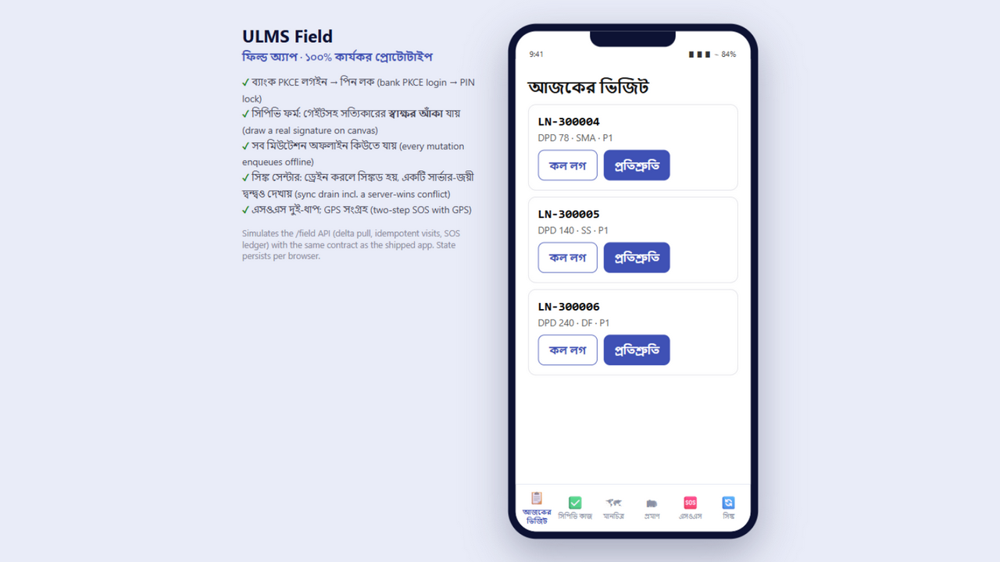 ULMS Field
ফিল্ড অ্যাপ · ১০০% কার্যকর প্রোটোটাইপ
✓ ব্যাংক PKCE লগইন → পিন লক (bank PKCE login → PIN
lock)
✓ সিপিভি ফর্ম: গেইটসহ সত্যিকারের স্বাক্ষর আঁকা যায়
(draw a real signature on canvas)
✓ সব মিউটেশন অফলাইন কিউতে যায় (every mutation
enqueues offline)
✓ সিঙ্ক সেন্টার: ড্রেইন করলে সিঙ্কড হয়, একটি সার্ভার-জয়ী
দ্বন্দ্বও দেখায় (sync drain incl. a server-wins conflict)
✓ এসওএস দুই-ধাপ; GPS সংগ্রহ (two-step SOS with GPS)
Simulates the /field API (delta pull, idempotent visits, SOS
ledger) with the same contract as the shipped app. State
persists per browser.
9:41
~ 84%
আজকের ভিজিট
LN-300004
DPD 78 · SMA · P1
কল লগ প্রতিশ্রুতি
LN-300005
DPD 140 · SS · P1
কল লগ প্রতিশ্রুতি
LN-300006
DPD 240 · DF · P1
কল লগ প্রতিশ্রুতি
SOS
আজকের
ভিজিট
সিপিভি কাজ মানচিত্র প্রমাণ এসওএস সিঙ্ক